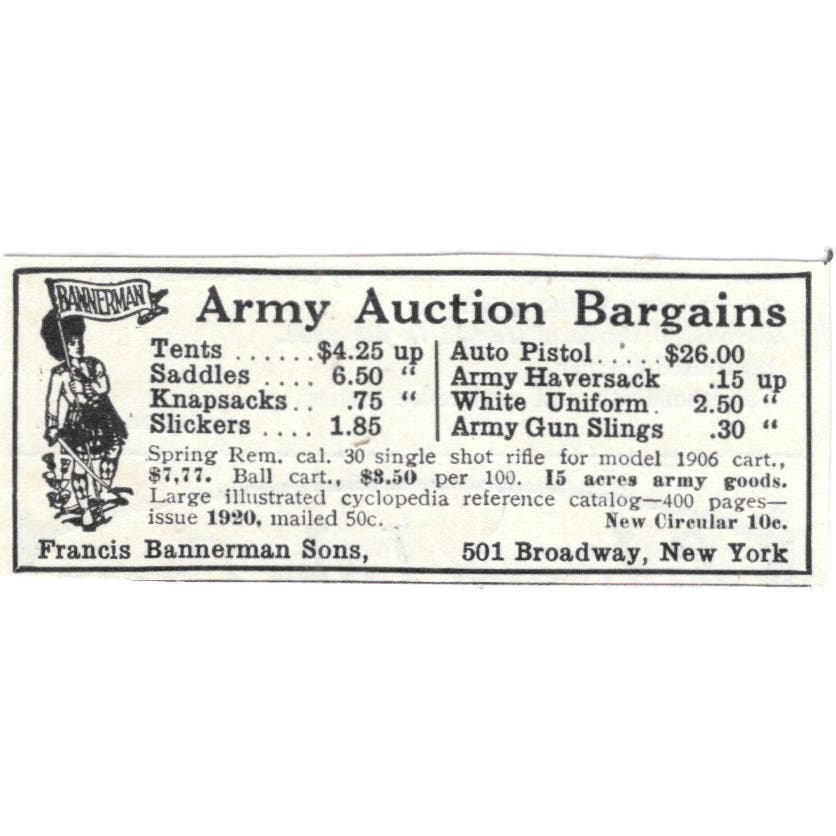 BANNERMAN
Army Auction Bargains
Tents ...... $4.25 up
Saddles .... 6.50 "
Knapsacks.. .75 "
Slickers .... 1.85
Auto Pistol..... $26.00
Army Haversack .15 up
White Uniform. 2.50 "
Army Gun Slings .30 "
Spring Rem. cal. 30 single shot rifle for model 1906 cart.,
$7,77. Ball cart., $3.50 per 100. 15 acres army goods.
Large illustrated cyclopedia reference catalog—400 pages—
issue 1920, mailed 50c. New Circular 10c.
Francis Bannerman Sons, 501 Broadway, New York